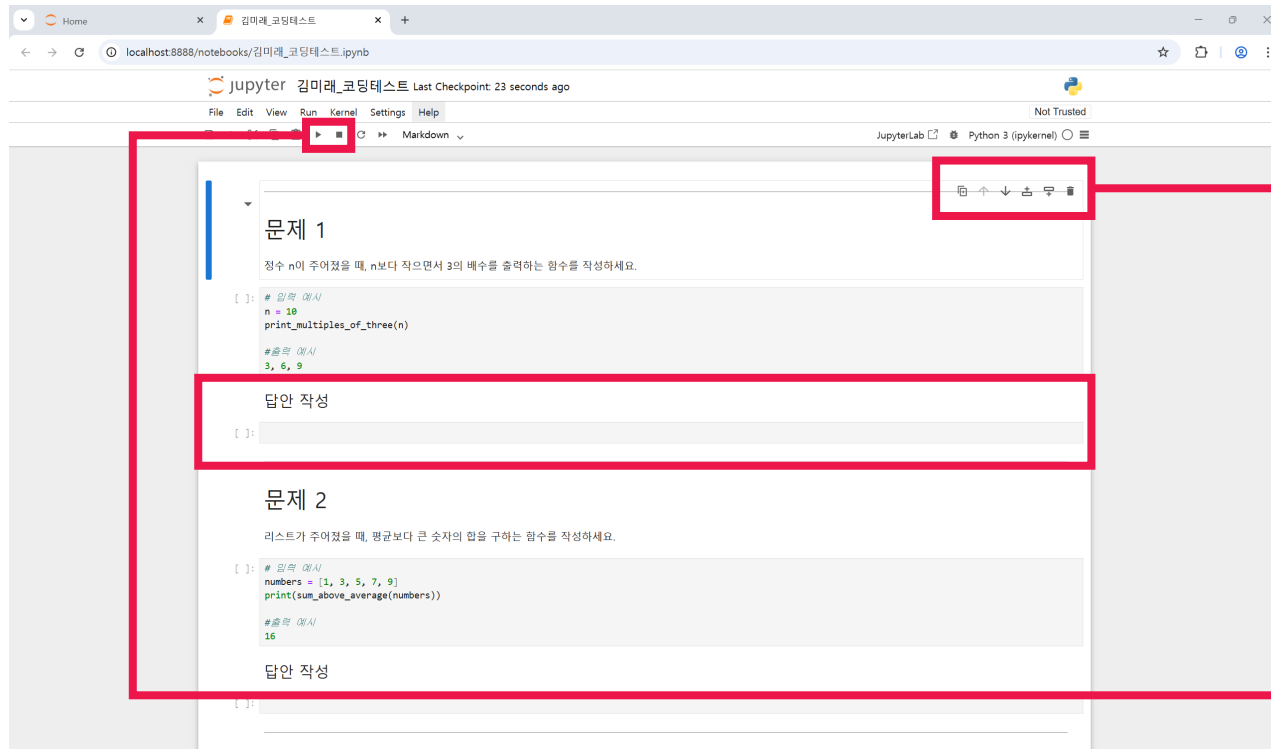 Home
김미래_코딩테스트
localhost:8888/notebooks/김미래_코딩테스트.ipynb
jupyter 김미래_코딩테스트 Last Checkpoint: 23 seconds ago
File Edit View Run Kernel Settings Help
Not Trusted
Markdown
JupyterLab
Python 3 (ipykernel)
문제 1
정수 n이 주어졌을 때, n보다 작으면서 3의 배수를 출력하는 함수를 작성하세요.
[ ]: # 입력 예시
n = 10
print_multiples_of_three(n)
#출력 예시
3, 6, 9
답안 작성
[ ]:
문제 2
리스트가 주어졌을 때, 평균보다 큰 숫자의 합을 구하는 함수를 작성하세요.
[ ]: # 입력 예시
numbers = [1, 3, 5, 7, 9]
print(sum_above_average(numbers))
#출력 예시
16
답안 작성
[ ]: